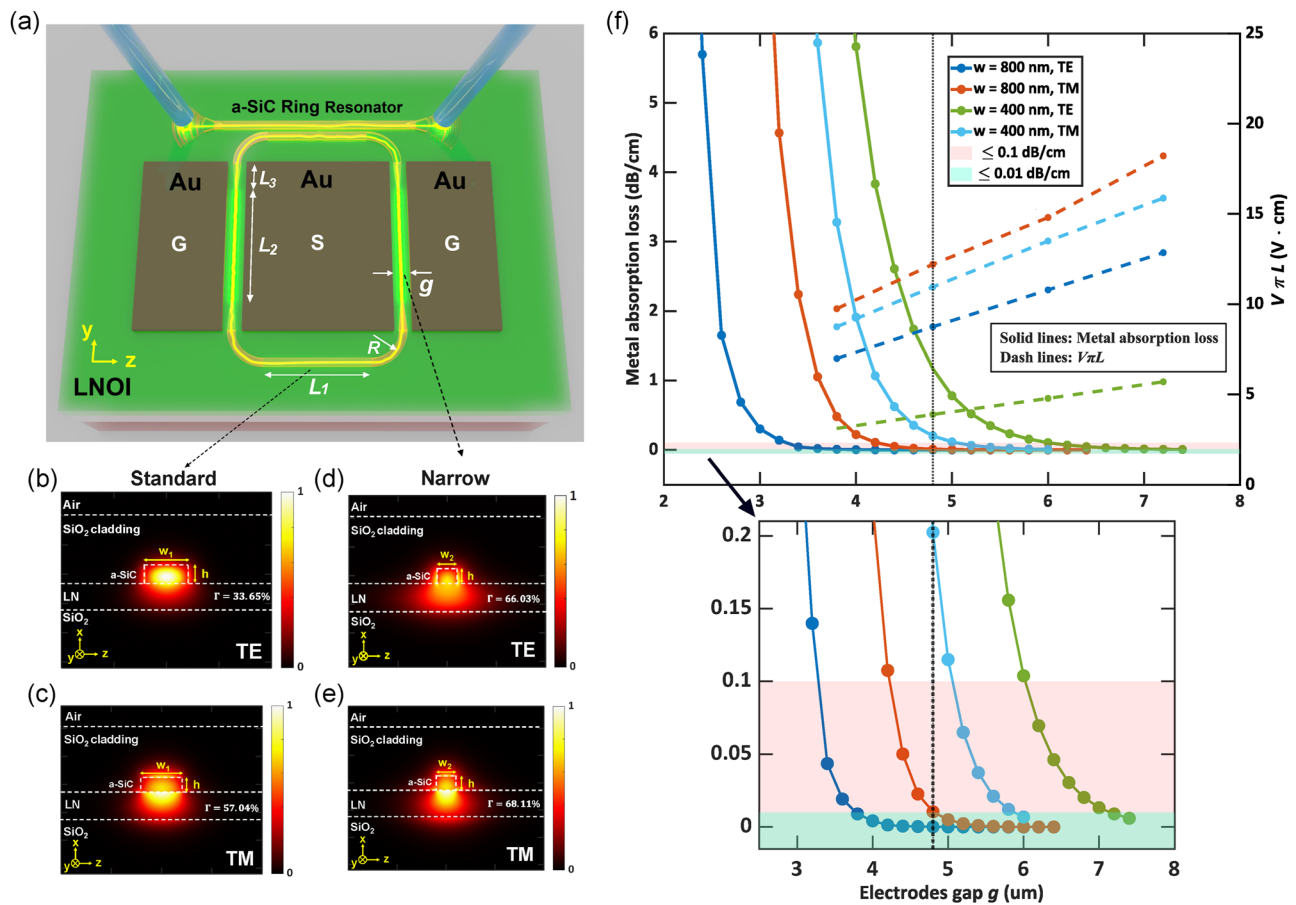 (a)
a-SiC Ring Resonator
Au
Au
Au
L3
L2
G
S
G
g
R
L1
y
z
LNOI
(b)
Standard
Air
SiO2 cladding
w1
a-SiC
h
LN
Γ = 33.65%
SiO2
x
y
z
TE
1
0
(d)
Narrow
Air
SiO2 cladding
w2
a-SiC
h
LN
Γ = 66.03%
SiO2
x
y
z
TE
1
0
(c)
Air
SiO2 cladding
w1
a-SiC
h
LN
Γ = 57.04%
SiO2
x
y
z
TM
1
0
(e)
Air
SiO2 cladding
w2
a-SiC
h
LN
Γ = 68.11%
SiO2
x
y
z
TM
1
0
(f)
Metal absorption loss (dB/cm)
6
5
4
3
2
1
0
w = 800 nm, TE
w = 800 nm, TM
w = 400 nm, TE
w = 400 nm, TM
≤ 0.1 dB/cm
≤ 0.01 dB/cm
Solid lines: Metal absorption loss
Dash lines: VπL
25
20
15
10
5
0
V π L (V · cm)
2 3 4 5 6 7 8
0.2
0.15
0.1
0.05
0
3 4 5 6 7 8
Electrodes gap g (um)